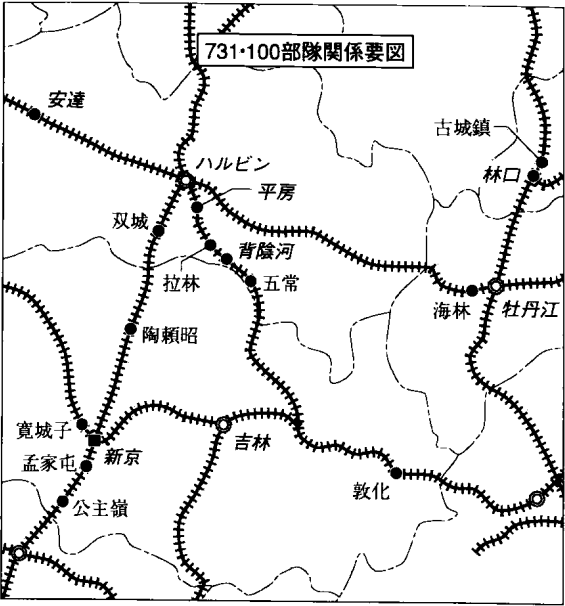 731･100部隊関係要図
安達
古城鎮
ハルビン
林口
平房
双城
背陰河
拉林
五常
海林
牡丹江
陶頼昭
寛城子
新京
吉林
孟家屯
敦化
公主嶺